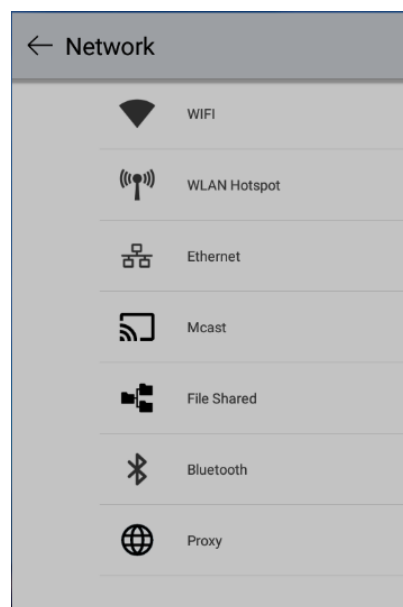 Network
WIFI
WLAN Hotspot
Ethernet
Mcast
File Shared
Bluetooth
Proxy